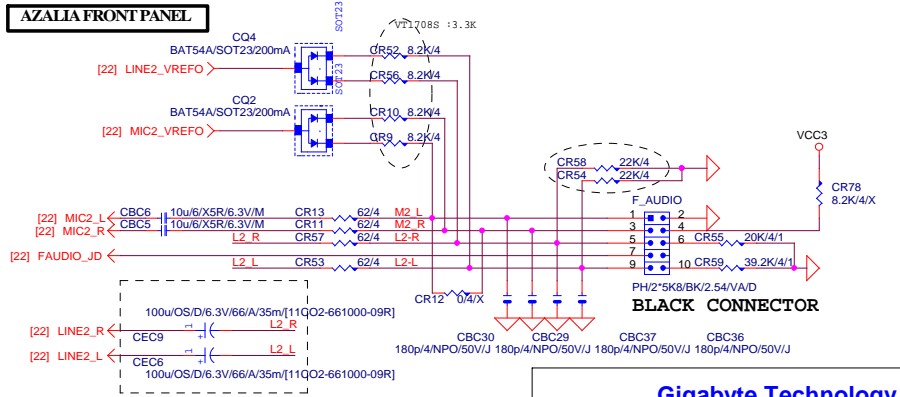 AZALIA FRONT PANEL
SOT23
VT1708S :3.3K
CQ4
BAT54A/SOT23/200mA
CR52 8.2K/4
[22] LINE2_VREFO
SOT23
CR56 8.2K/4
CQ2
BAT54A/SOT23/200mA
CR10 8.2K/4
[22] MIC2_VREFO
CR9 8.2K/4
VCC3
CR58 22K/4
CR54 22K/4
CR78
8.2K/4/X
F_AUDIO
[22] MIC2_L CBC6 10u/6/X5R/6.3V/M CR13 62/4 M2_L 1 2
[22] MIC2_R CBC5 10u/6/X5R/6.3V/M CR11 62/4 M2_R 3 4
L2_R CR57 62/4 L2-R 5 6 CR55 20K/4/1
[22] FAUDIO_JD 7
L2_L CR53 62/4 L2-L 9 10 CR59 39.2K/4/1
PH/2*5K8/BK/2.54/VA/D
BLACK CONNECTOR
CR12 0/4/X
100u/OS/D/6.3V/66/A/35m/[11CO2-661000-09R]
[22] LINE2_R 1 + L2_R
CEC9
[22] LINE2_L 1 + L2_L
CEC6
100u/OS/D/6.3V/66/A/35m/[11CO2-661000-09R]
CBC30 CBC29 CBC37 CBC36
180p/4/NPO/50V/J 180p/4/NPO/50V/J 180p/4/NPO/50V/J 180p/4/NPO/50V/J
Gigabyte Technology